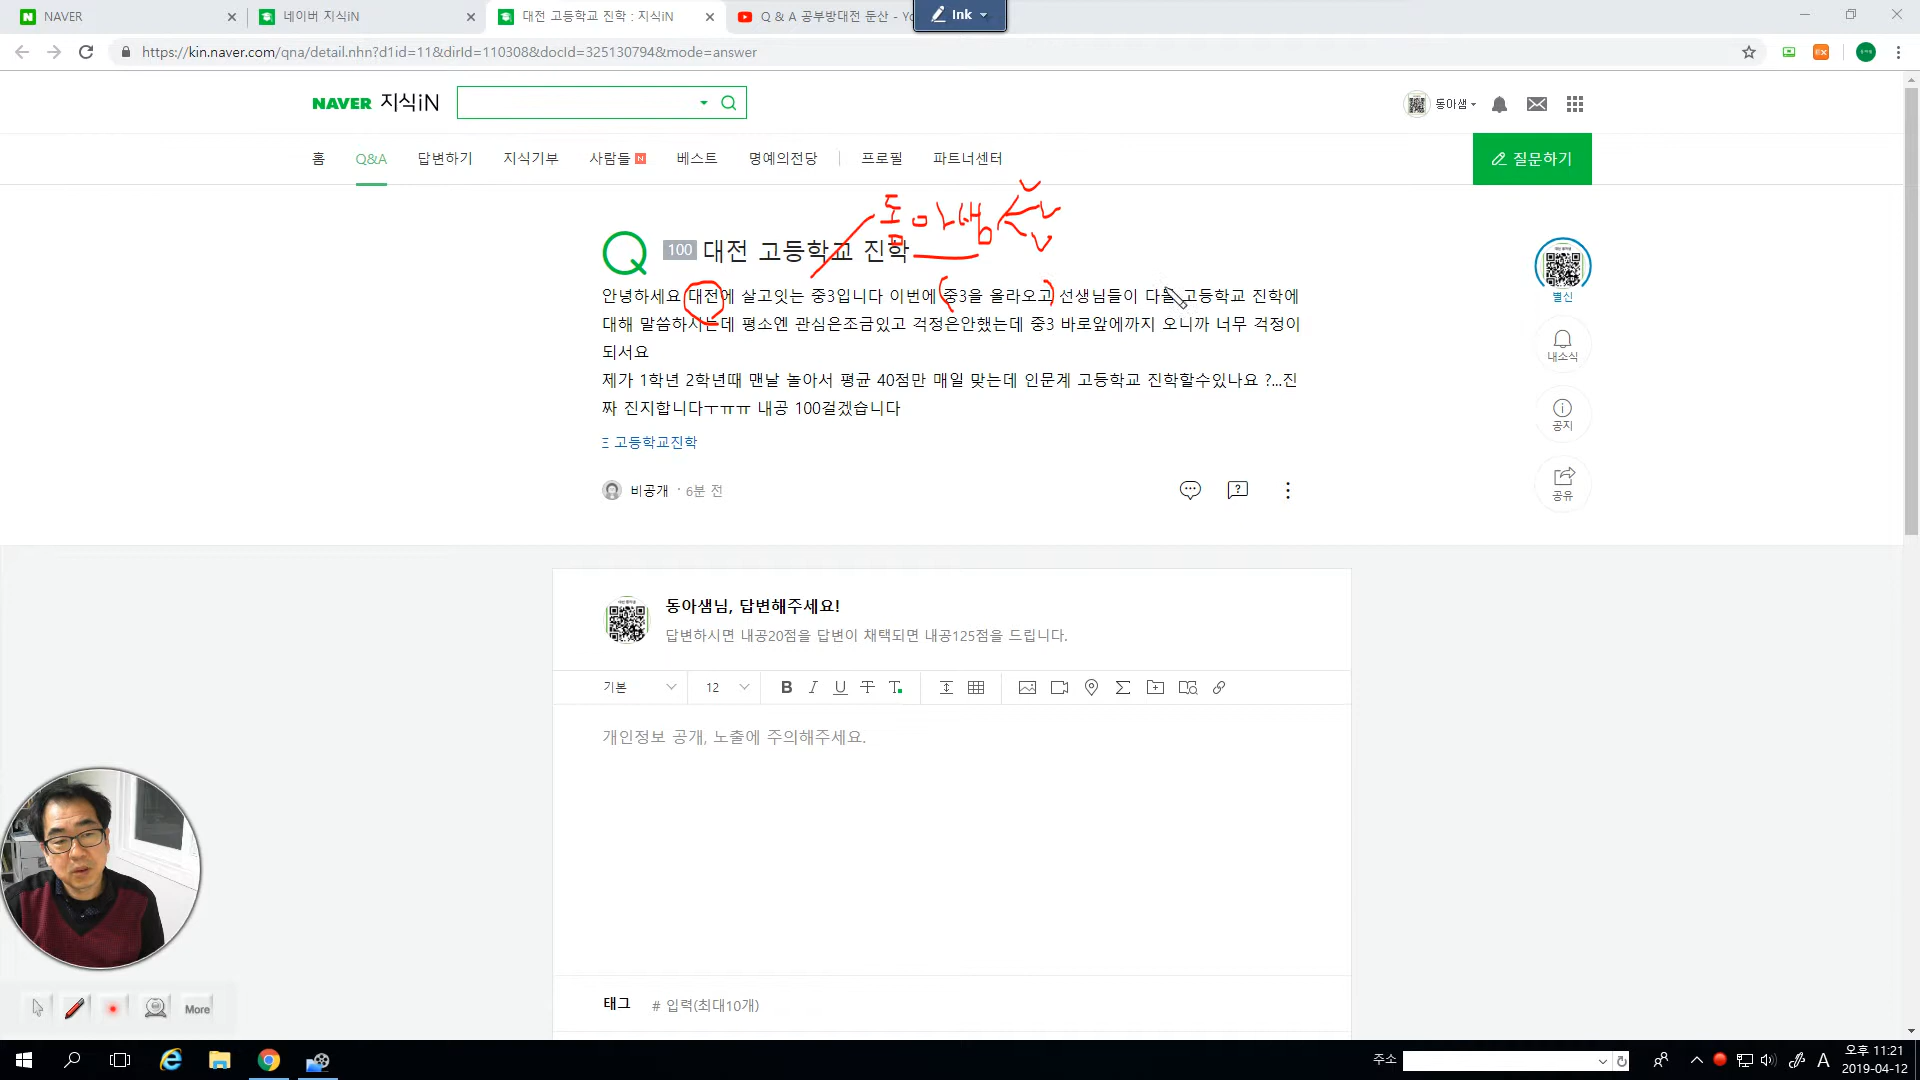 NAVER
네이버 지식iN
대전 고등학교 진학 : 지식iN
Q & A 공부방대전 둔산 - Yo
Ink
https://kin.naver.com/qna/detail.nhn?d1id=11&dirId=110308&docId=325130794&mode=answer
NAVER 지식iN
동아샘
홈 Q&A 답변하기 지식기부 사람들 N 베스트 명예의전당 프로필 파트너센터
질문하기
동아쌤
Q 100 대전 고등학교 진학
안녕하세요 대전에 살고잇는 중3입니다 이번에 중3을 올라오고 선생님들이 다들 고등학교 진학에
대해 말씀하시는데 평소엔 관심은조금있고 걱정은안했는데 중3 바로앞에까지 오니까 너무 걱정이
되서요
제가 1학년 2학년때 맨날 놀아서 평균 40점만 매일 맞는데 인문계 고등학교 진학할수있나요 ?...진
짜 진지합니다ㅜㅠㅠ 내공 100걸겠습니다
고등학교진학
비공개 · 6분 전
별신
내소식
공지
공유
동아샘님, 답변해주세요!
답변하시면 내공20점을 답변이 채택되면 내공125점을 드립니다.
기본 12 B I U T T
개인정보 공개, 노출에 주의해주세요.
태그 # 입력(최대10개)
More
주소
A
오후 11:21
2019-04-12